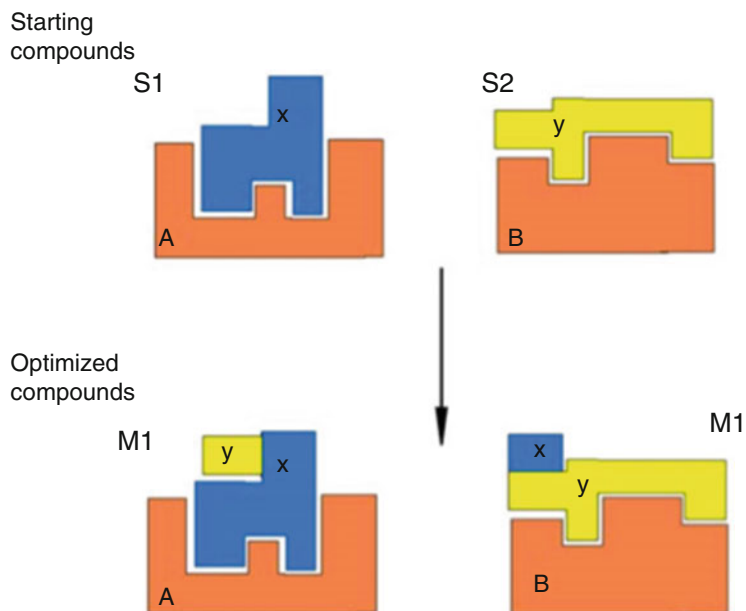 Starting
compounds
S1
S2
x
y
A
B
Optimized
compounds
M1
M1
y
x
x
y
A
B